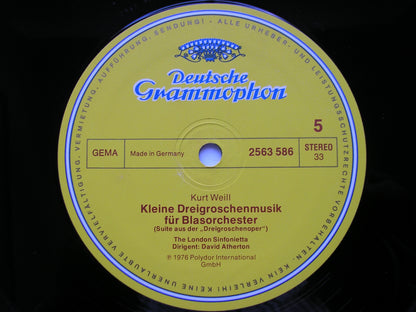 ALLE URHEBER- UND LEISTUNGSSCHUTZRECHTE VORBEHALTEN · KEIN VERLEIH! KEINE UNERLAUBTE VERVIELFÄLTIGUNG, VERMIETUNG, AUFFÜHRUNG, SENDUNG! ·
Deutsche
Grammophon
5
GEMA
Made in Germany
2563 586
STEREO
33
Kurt Weill
Kleine Dreigroschenmusik
für Blasorchester
(Suite aus der „Dreigroschenoper")
The London Sinfonietta
Dirigent: David Atherton
Ⓟ 1976 Polydor International
GmbH